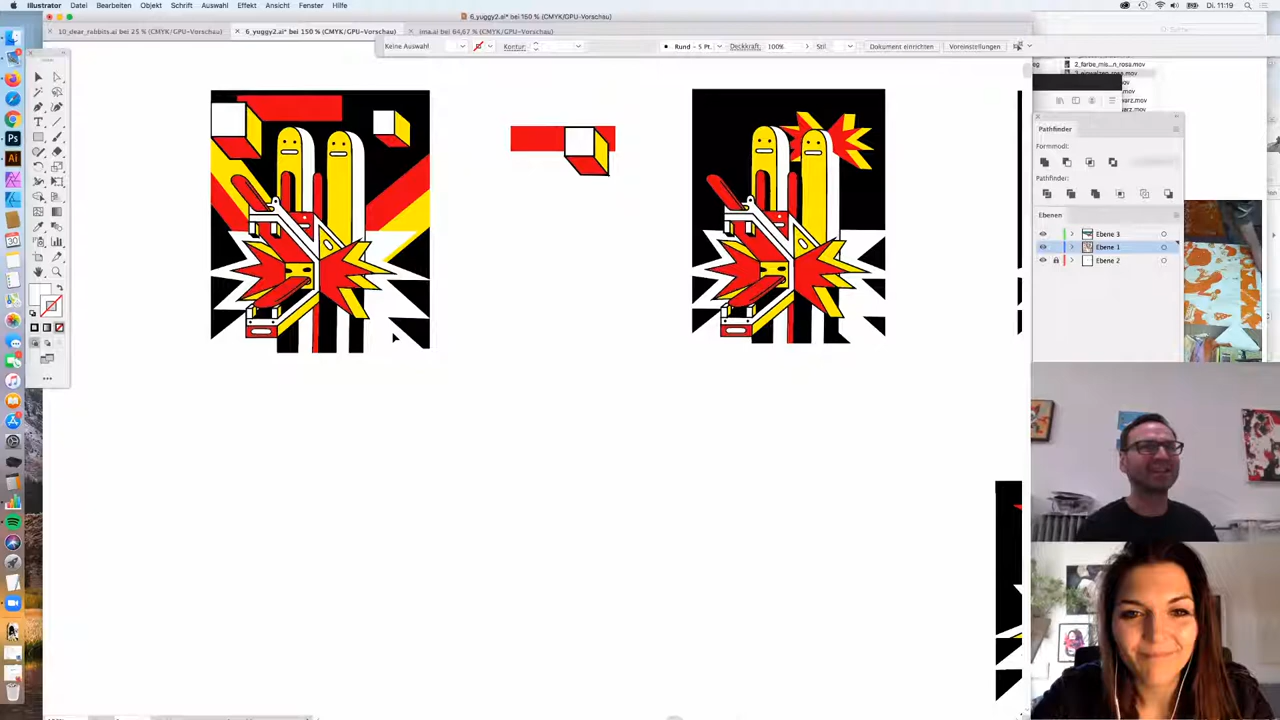 Illustrator Datei Bearbeiten Objekt Schrift Auswahl Effekt Ansicht Fenster Hilfe Di. 11:19
6_yuggy2.ai* bei 150 % (CMYK/GPU-Vorschau)
× 10_dear_rabbits.ai bei 25 % (CMYK/GPU-Vorschau) × 6_yuggy2.ai* bei 150 % (CMYK/GPU-Vorschau) × ima.ai bei 64,67 % (CMYK/GPU-Vorschau)
Keine Auswahl Kontur: Rund - 5 Pt. Deckkraft: 100% Stil: Dokument einrichten Voreinstellungen
2_farbe_mis...n_rosa.mov
Pathfinder
Formmodi:
Pathfinder:
Ebenen
Ebene 3
Ebene 1
Ebene 2
Ps
Ai
30